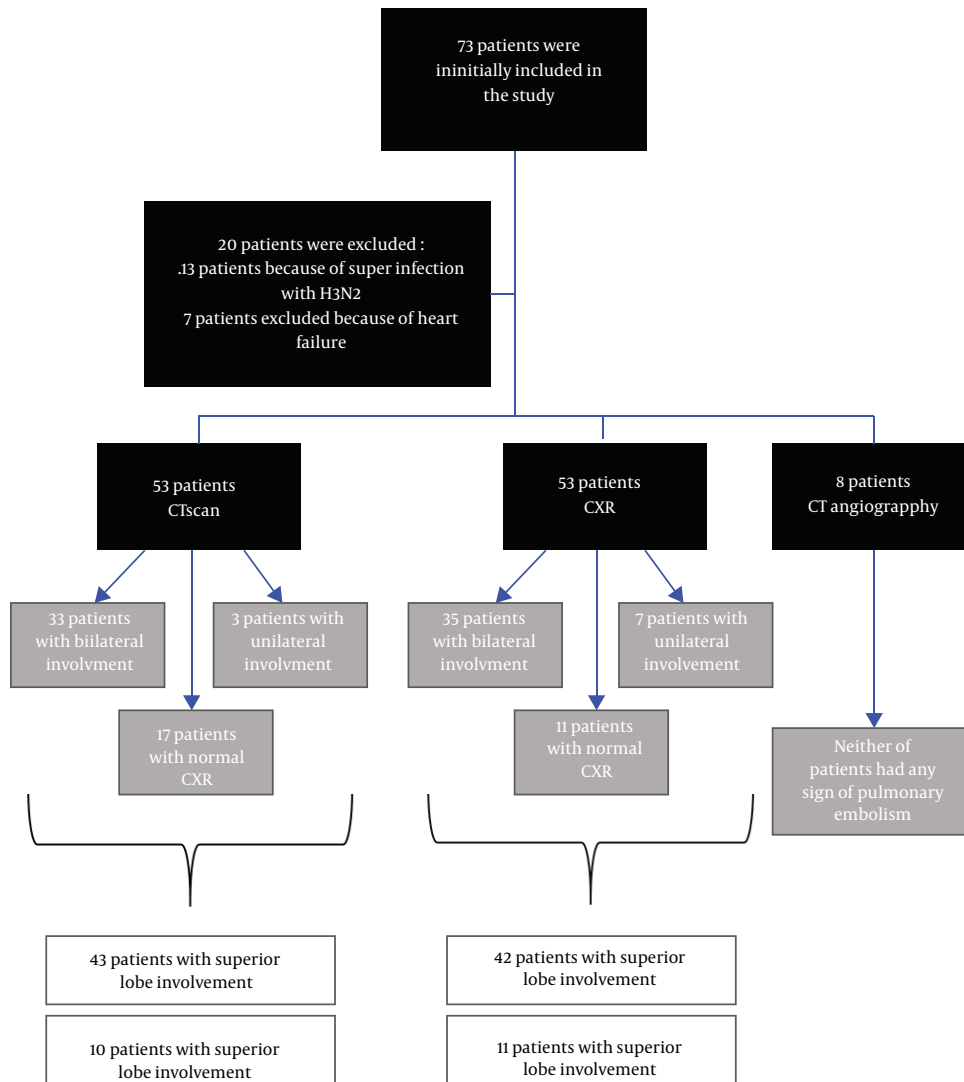 73 patients were
ininitially included in
the study
20 patients were excluded :
.13 patients because of super infection
with H3N2
7 patients excluded because of heart
failure
53 patients
CTscan
53 patients
CXR
8 patients
CT angiograpphy
33 patients
with biilateral
involvment
3 patients with
unilateral
involvment
35 patients
with bilateral
involvment
7 patients with
unilateral
involvement
17 patients
with normal
CXR
11 patients
with normal
CXR
Neither of
patients had any
sign of pulmonary
embolism
43 patients with superior
lobe involvement
42 patients with superior
lobe involvement
10 patients with superior
lobe involvement
11 patients with superior
lobe involvement